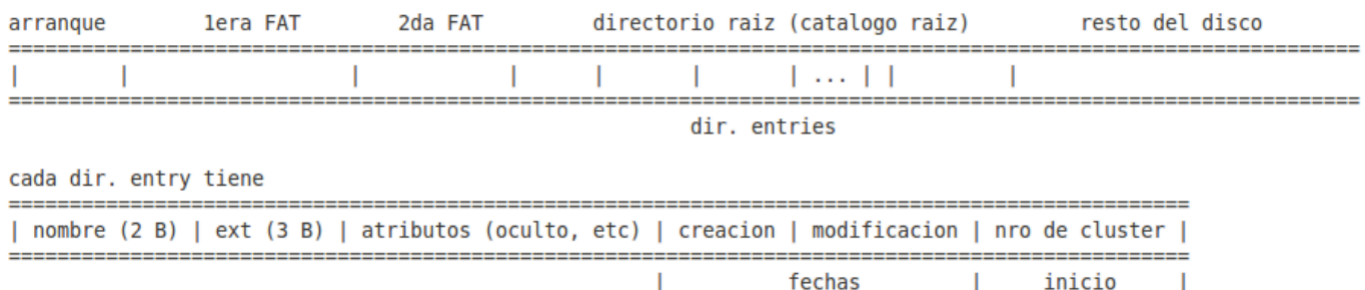 arranque 1era FAT 2da FAT directorio raiz (catalogo raiz) resto del disco
===============================================================================================================
| | | | | | | ... | | |
===============================================================================================================
dir. entries
cada dir. entry tiene
=================================================================================================
| nombre (2 B) | ext (3 B) | atributos (oculto, etc) | creacion | modificacion | nro de cluster |
=================================================================================================
| fechas | inicio |